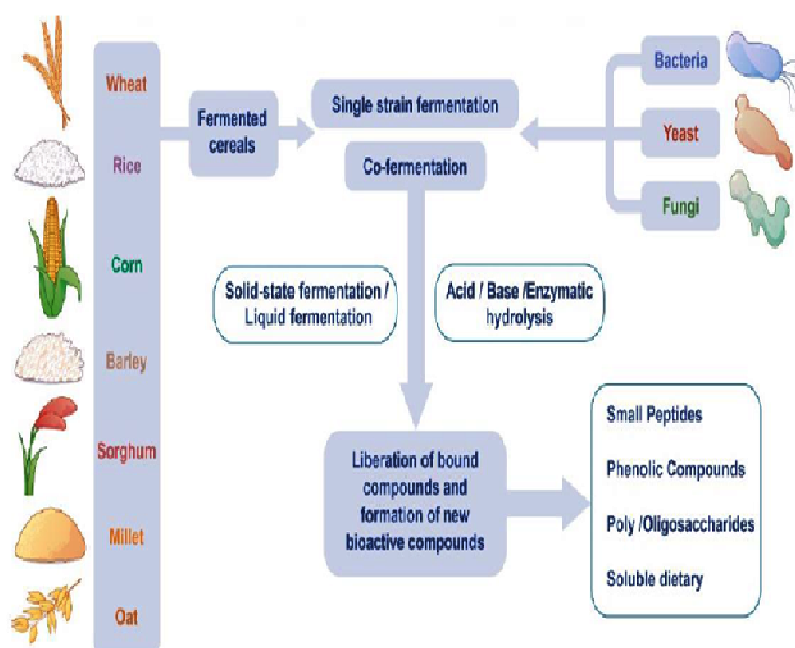 Wheat
Rice
Corn
Barley
Sorghum
Millet
Oat
Fermented
cereals
Single strain fermentation
Co-fermentation
Bacteria
Yeast
Fungi
Solid-state fermentation /
Liquid fermentation
Acid / Base /Enzymatic
hydrolysis
Liberation of bound
compounds and
formation of new
bioactive compounds
Small Peptides
Phenolic Compounds
Poly /Oligosaccharides
Soluble dietary